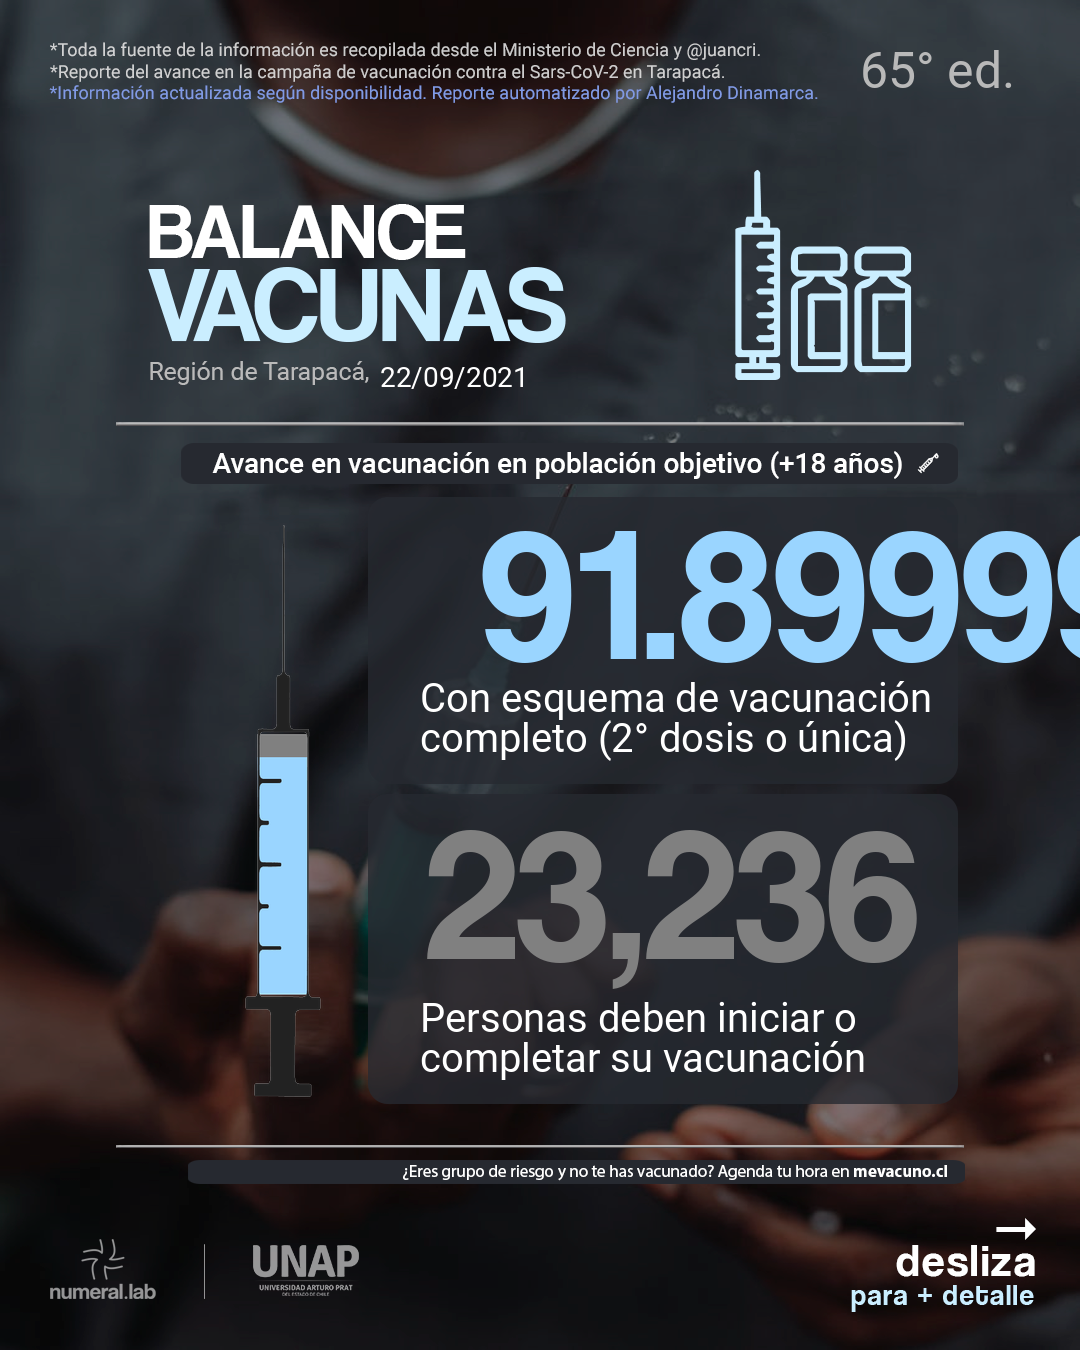 *Toda la fuente de la información es recopilada desde el Ministerio de Ciencia y @juancri.
*Reporte del avance en la campaña de vacunación contra el Sars-CoV-2 en Tarapacá.
*Información actualizada según disponibilidad. Reporte automatizado por Alejandro Dinamarca.
65° ed.
BALANCE
VACUNAS
Región de Tarapacá, 22/09/2021
Avance en vacunación en población objetivo (+18 años)
91.89999
Con esquema de vacunación
completo (2° dosis o única)
23,236
Personas deben iniciar o
completar su vacunación
¿Eres grupo de riesgo y no te has vacunado? Agenda tu hora en mevacuno.cl
numeral.lab
UNAP
UNIVERSIDAD ARTURO PRAT
DEL ESTADO DE CHILE
desliza
para + detalle